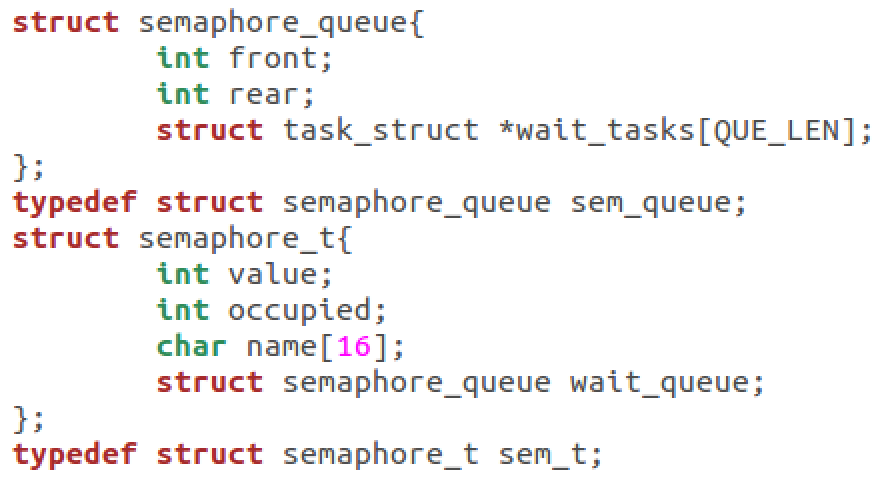 struct semaphore_queue{
        int front;
        int rear;
        struct task_struct *wait_tasks[QUE_LEN];
};
typedef struct semaphore_queue sem_queue;
struct semaphore_t{
        int value;
        int occupied;
        char name[16];
        struct semaphore_queue wait_queue;
};
typedef struct semaphore_t sem_t;